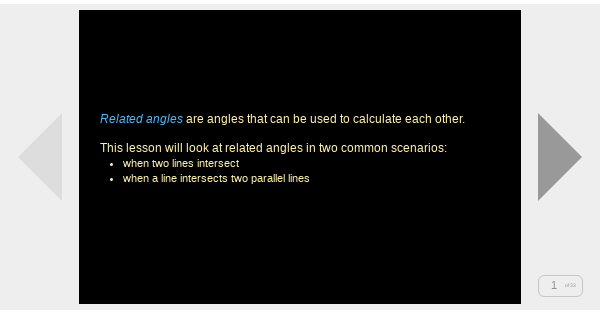 Related angles are angles that can be used to calculate each other.
This lesson will look at related angles in two common scenarios:
• when two lines intersect
• when a line intersects two parallel lines
1